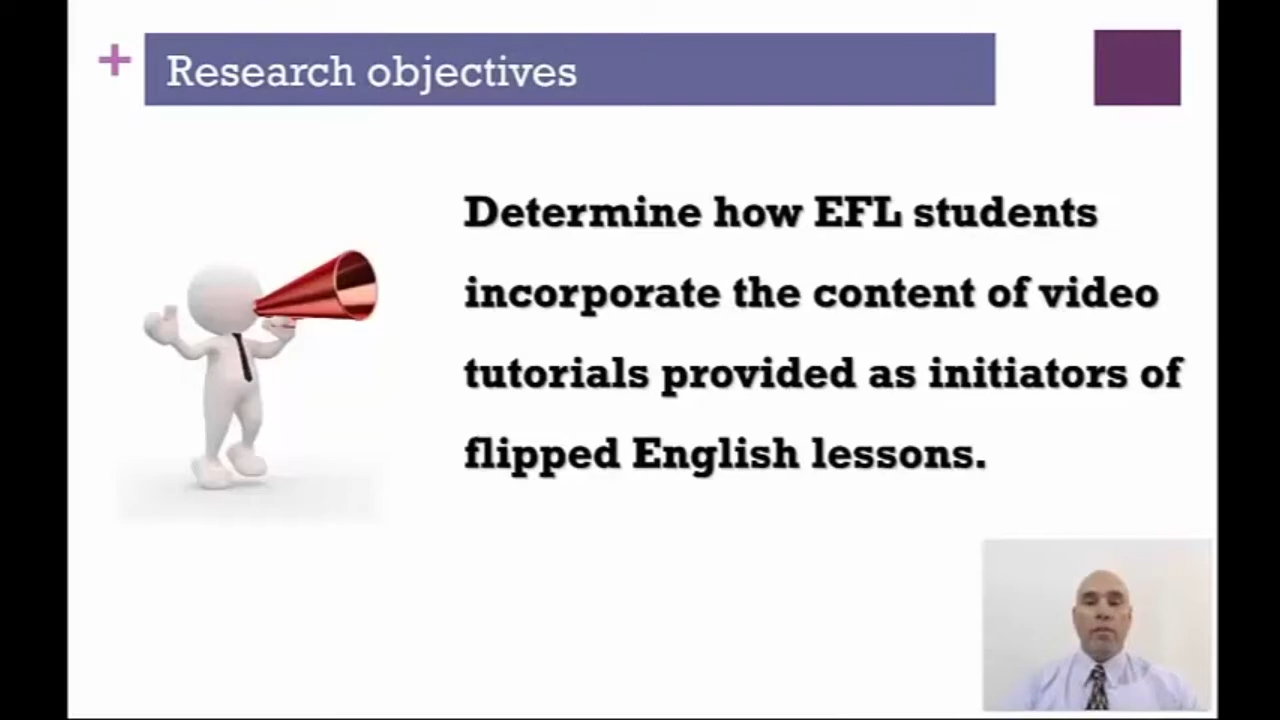 + Research objectives
Determine how EFL students
incorporate the content of video
tutorials provided as initiators of
flipped English lessons.